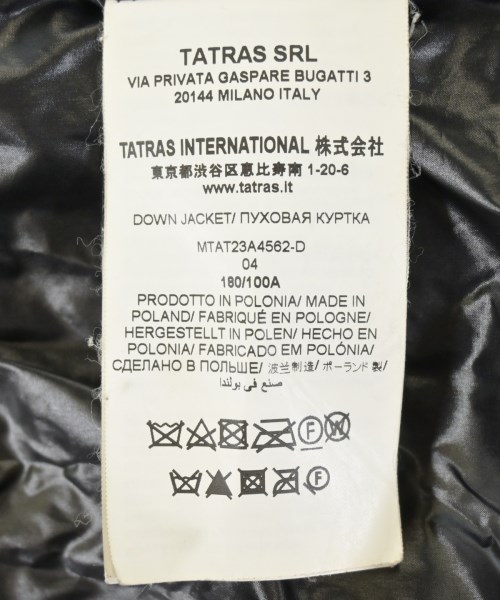 TATRAS SRL
VIA PRIVATA GASPARE BUGATTI 3
20144 MILANO ITALY
TATRAS INTERNATIONAL 株式会社
東京都渋谷区恵比寿南 1-20-6
www.tatras.it
DOWN JACKET/ ПУХОВАЯ КУРТКА
MTAT23A4562-D
04
180/100A
PRODOTTO IN POLONIA/ MADE IN
POLAND/ FABRIQUÉ EN POLOGNE/
HERGESTELLT IN POLEN/ HECHO EN
POLONIA/ FABRICADO EM POLÓNIA/
СДЕЛАНО В ПОЛЬШЕ/ 波兰制造/ ポーランド製/
صنع في بولندا
F W
F